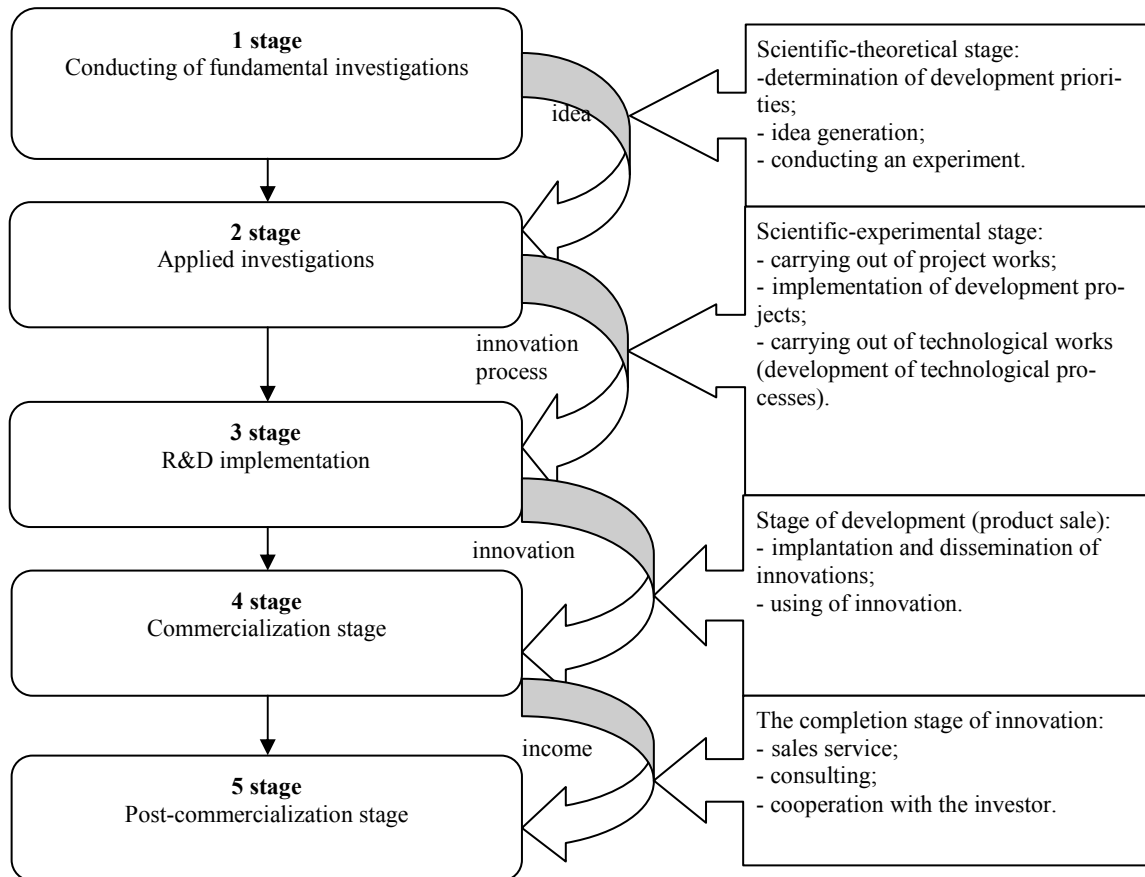 1 stage
Conducting of fundamental investigations
idea
Scientific-theoretical stage:
-determination of development priori-
ties;
- idea generation;
- conducting an experiment.
2 stage
Applied investigations
innovation
process
Scientific-experimental stage:
- carrying out of project works;
- implementation of development pro-
jects;
- carrying out of technological works
(development of technological pro-
cesses).
3 stage
R&D implementation
innovation
Stage of development (product sale):
- implantation and dissemination of
innovations;
- using of innovation.
4 stage
Commercialization stage
income
The completion stage of innovation:
- sales service;
- consulting;
- cooperation with the investor.
5 stage
Post-commercialization stage